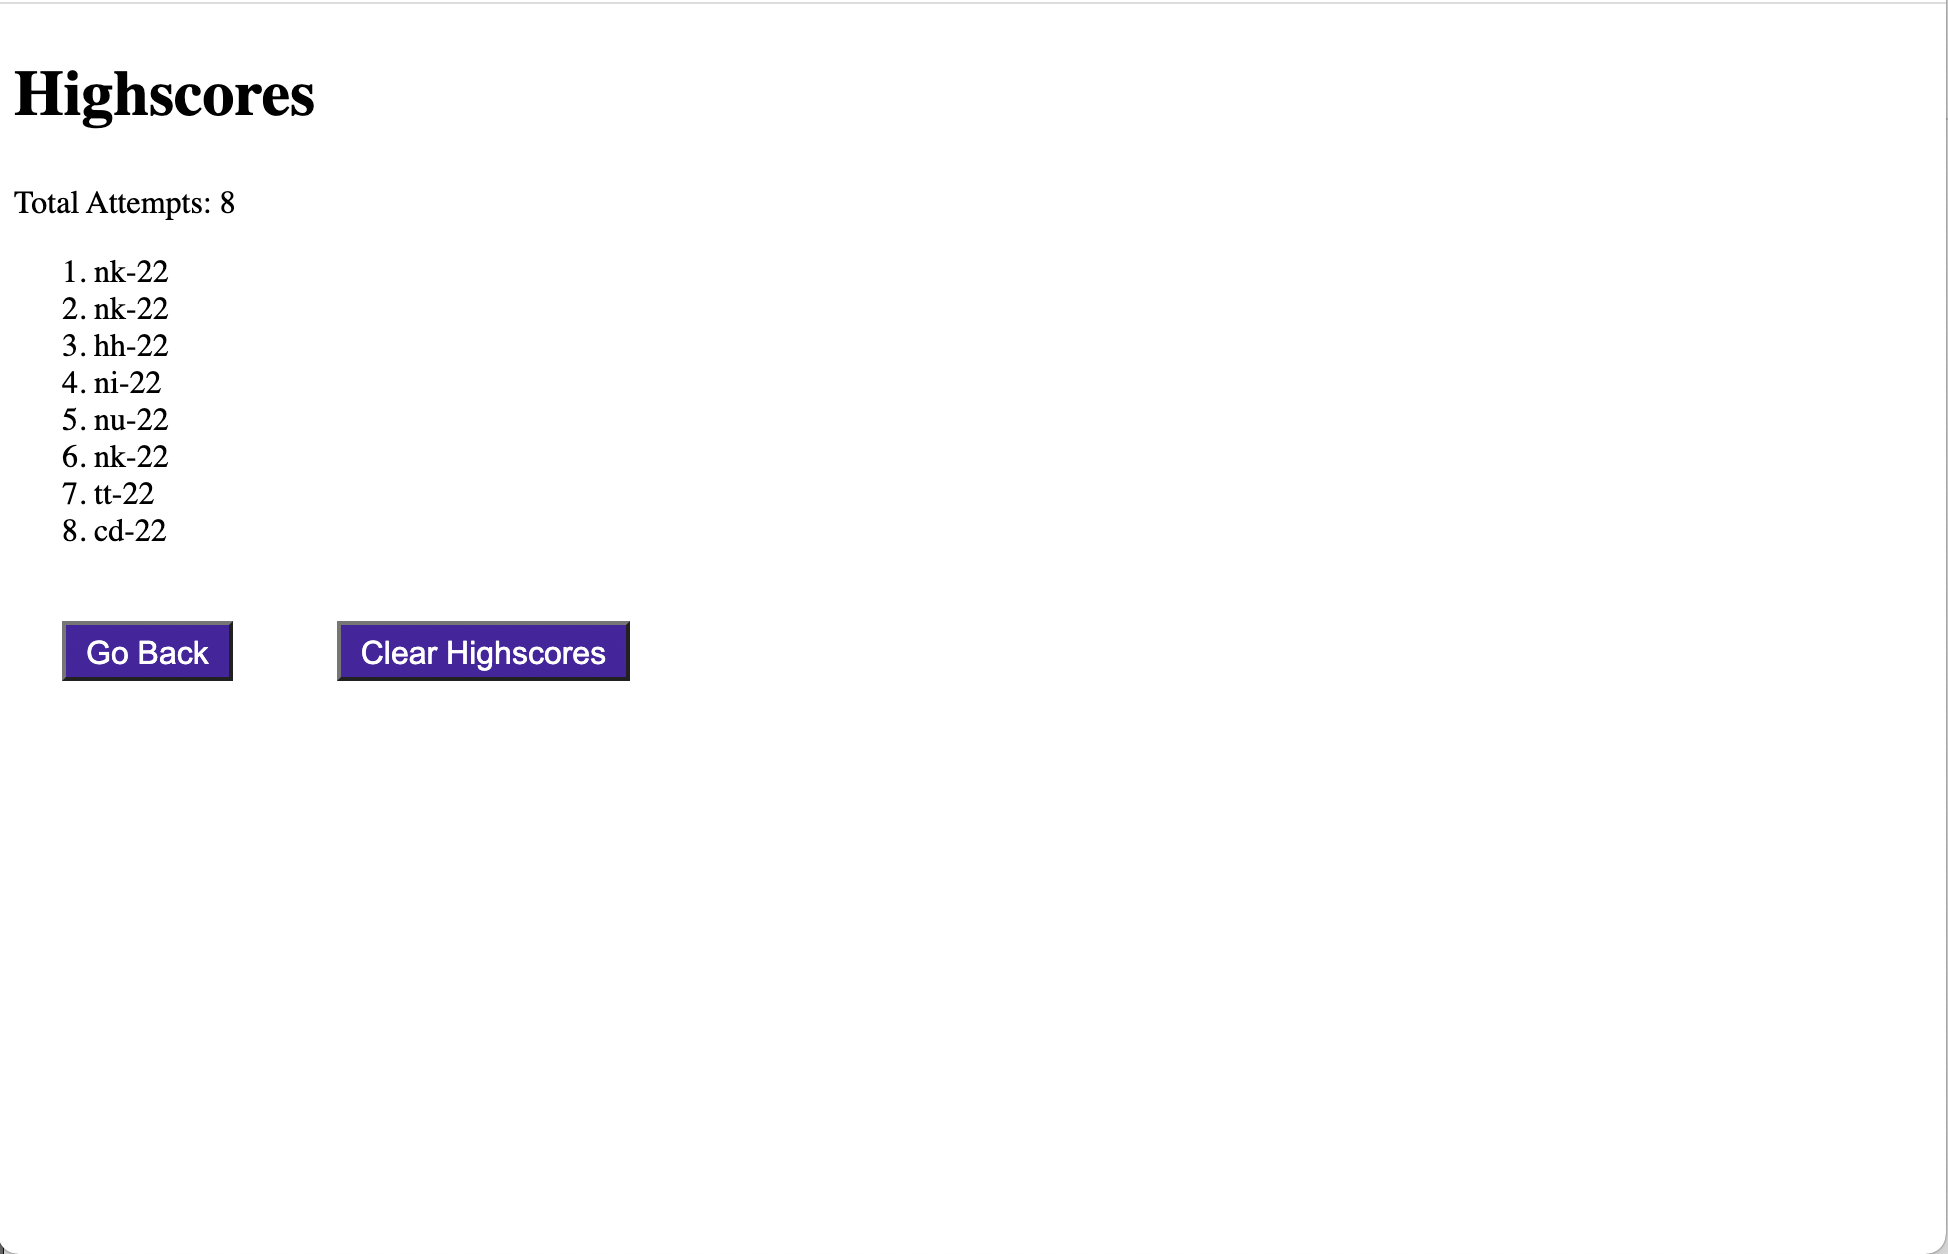 Highscores
Total Attempts: 8
1. nk-22
2. nk-22
3. hh-22
4. ni-22
5. nu-22
6. nk-22
7. tt-22
8. cd-22
Go Back
Clear Highscores